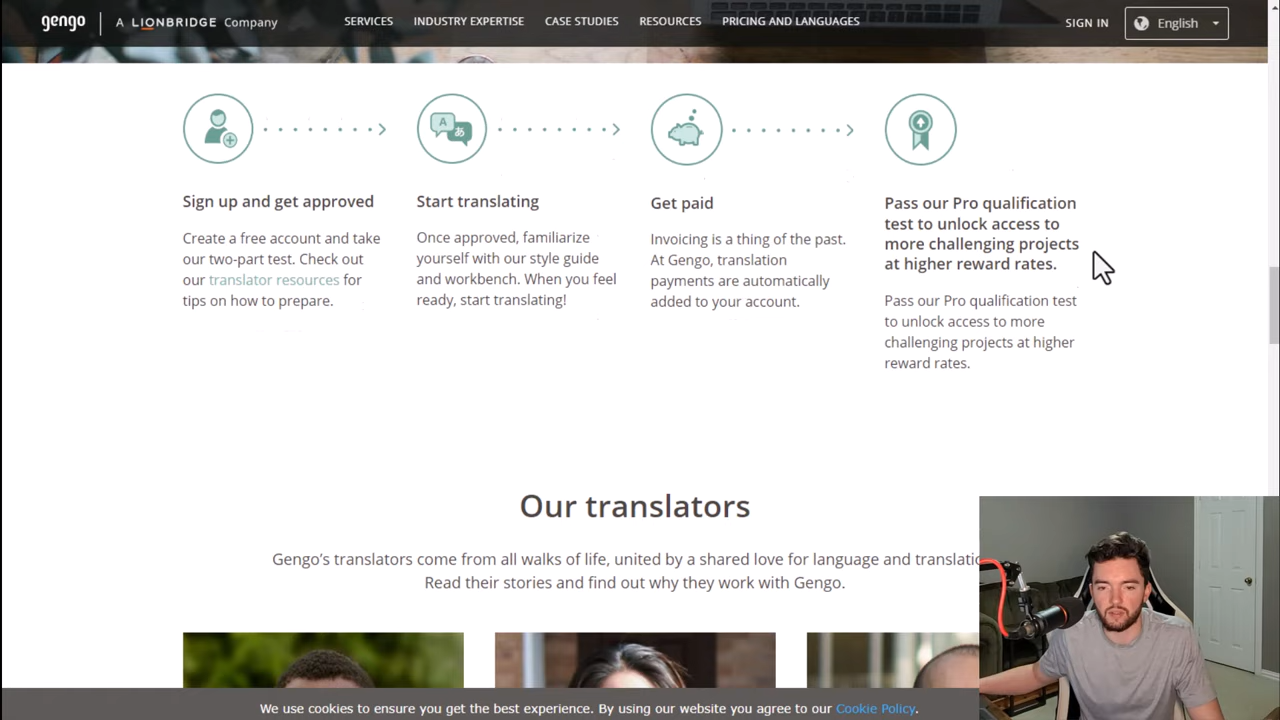 gengo A LIONBRIDGE Company SERVICES INDUSTRY EXPERTISE CASE STUDIES RESOURCES PRICING AND LANGUAGES SIGN IN English
A あ
Sign up and get approved
Create a free account and take
our two-part test. Check out
our translator resources for
tips on how to prepare.
Start translating
Once approved, familiarize
yourself with our style guide
and workbench. When you feel
ready, start translating!
Get paid
Invoicing is a thing of the past.
At Gengo, translation
payments are automatically
added to your account.
Pass our Pro qualification
test to unlock access to
more challenging projects
at higher reward rates.
Pass our Pro qualification test
to unlock access to more
challenging projects at higher
reward rates.
Our translators
Gengo’s translators come from all walks of life, united by a shared love for language and
Read their stories and find out why they work with Gengo.
We use cookies to ensure you get the best experience. By using our website you agree to our Cookie Policy.